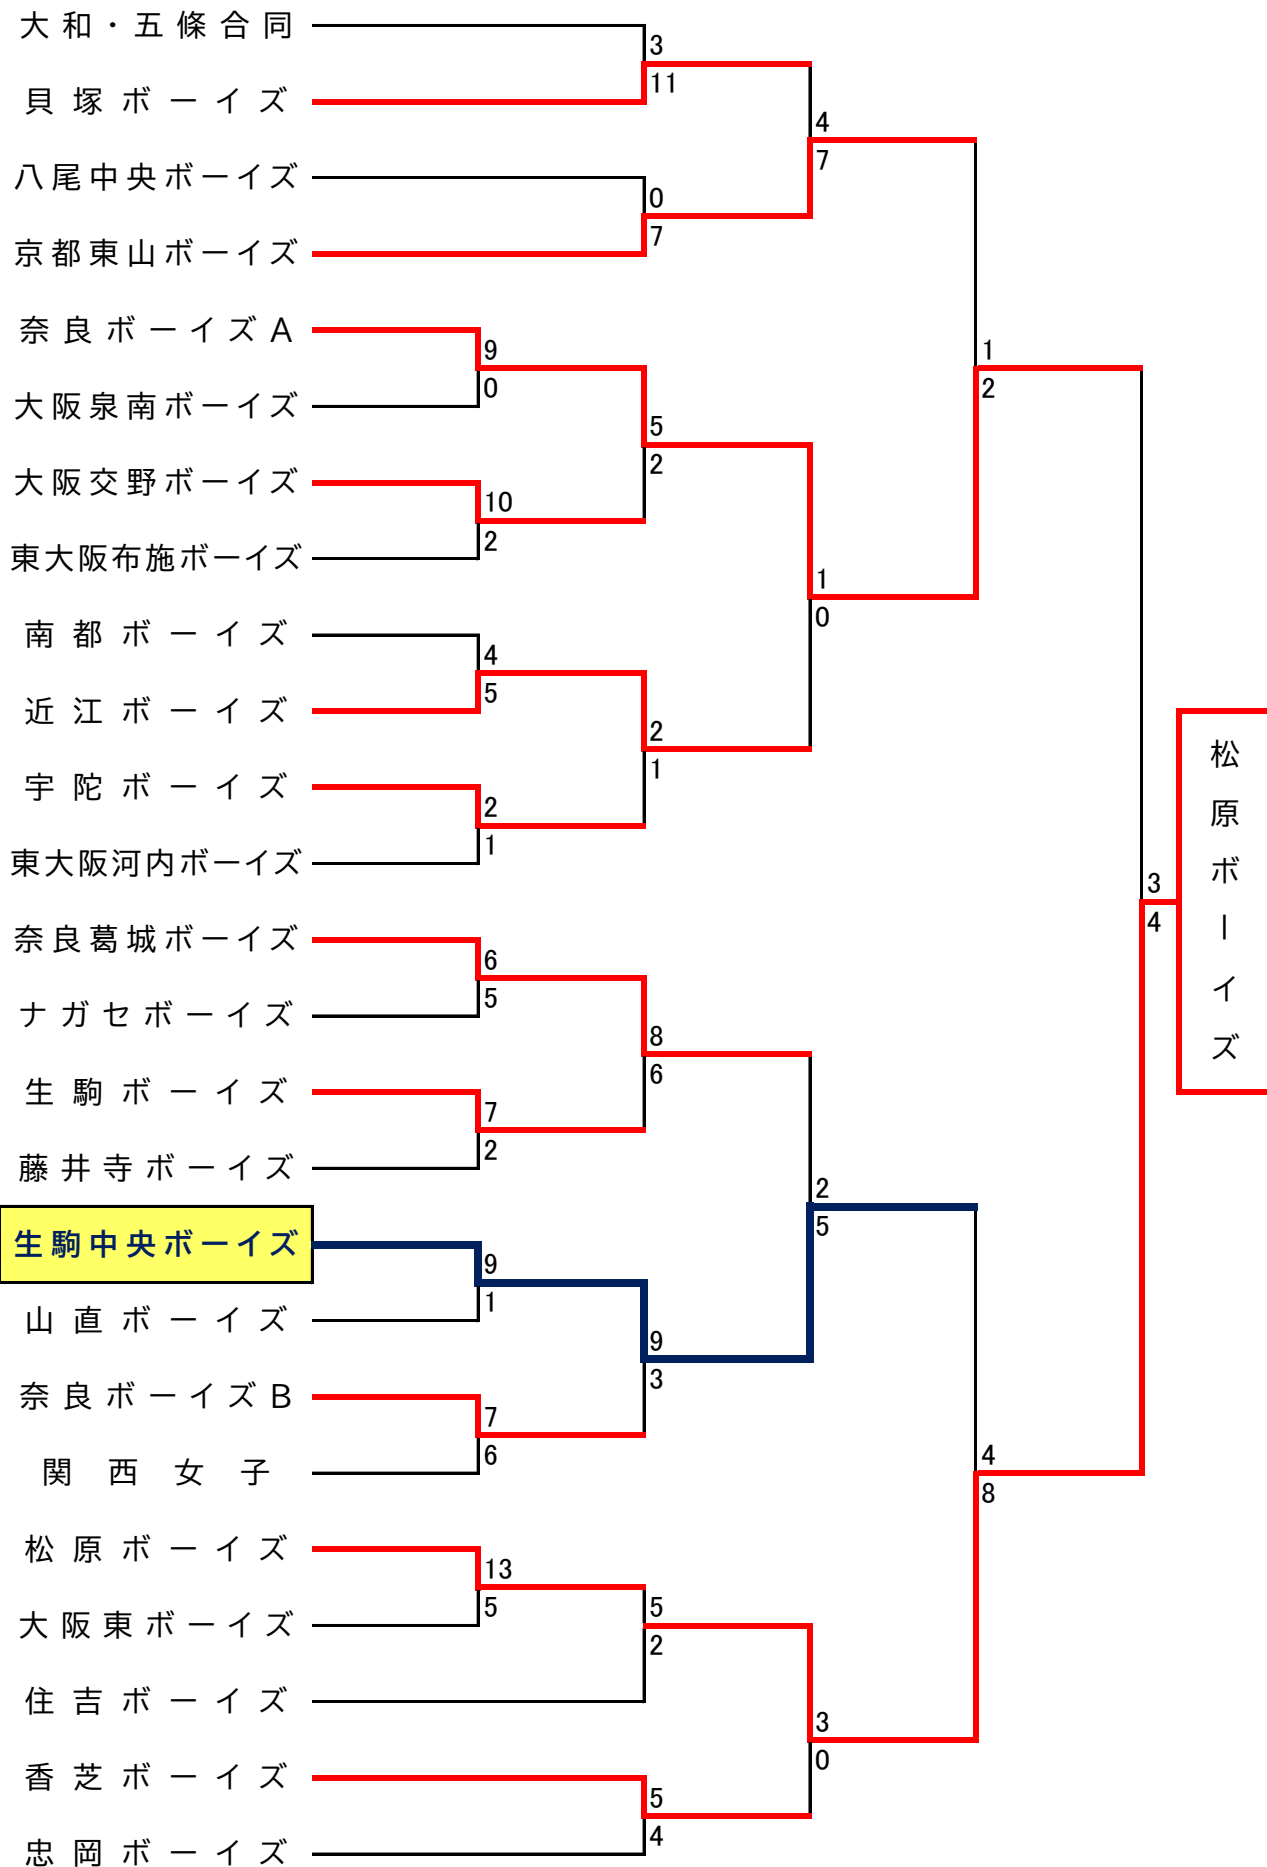 大和・五條合同
3
11
貝塚ボーイズ
4
7
八尾中央ボーイズ
0
7
京都東山ボーイズ
奈良ボーイズA
9
0
1
2
大阪泉南ボーイズ
5
2
大阪交野ボーイズ
10
2
東大阪布施ボーイズ
1
0
南都ボーイズ
4
5
近江ボーイズ
2
1
宇陀ボーイズ
2
1
東大阪河内ボーイズ
3
4
松原ボーイズ
奈良葛城ボーイズ
6
5
ナガセボーイズ
8
6
生駒ボーイズ
7
2
藤井寺ボーイズ
2
5
生駒中央ボーイズ
9
1
山直ボーイズ
9
3
奈良ボーイズB
7
6
関西女子
4
8
松原ボーイズ
13
5
大阪東ボーイズ
5
2
住吉ボーイズ
3
0
香芝ボーイズ
5
4
忠岡ボーイズ